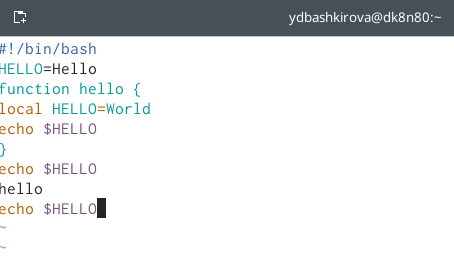 ydbashkirova@dk8n80:~
#!/bin/bash
HELLO=Hello
function hello {
local HELLO=World
echo $HELLO
}
echo $HELLO
hello
echo $HELLO
~
~